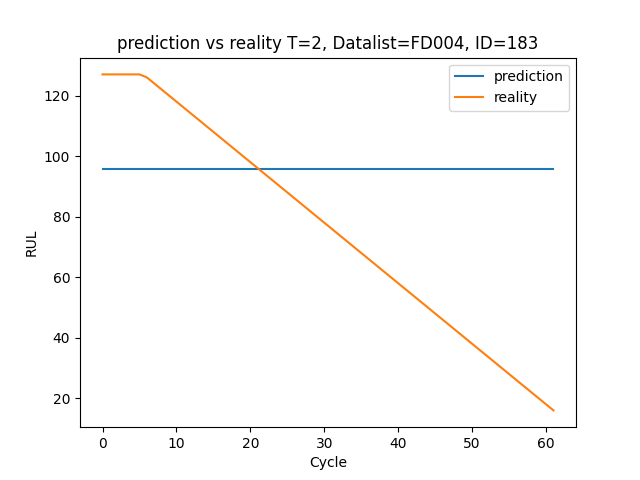 prediction vs reality T=2, Datalist=FD004, ID=183
prediction
reality
120
100
80
60
40
20
RUL
0 10 20 30 40 50 60
Cycle